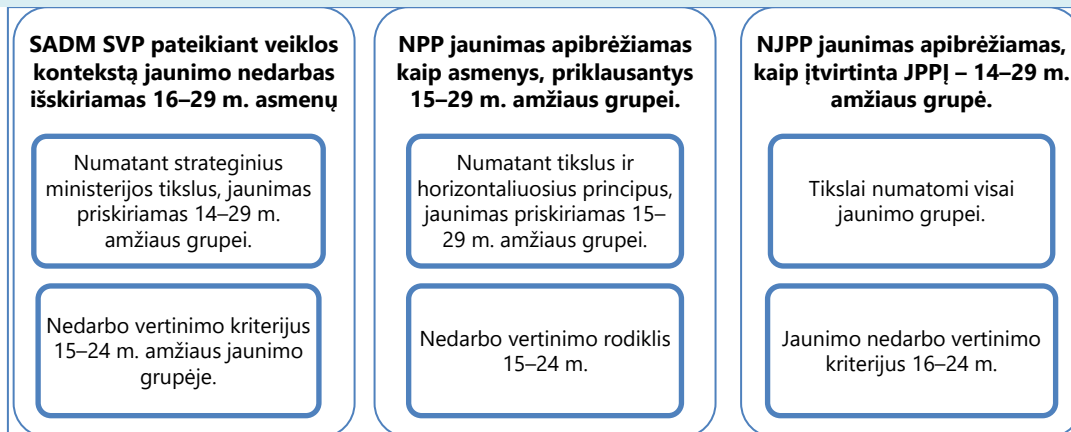 SADM SVP pateikiant veiklos
kontekstą jaunimo nedarbas
išskiriamas 16–29 m. asmenų
Numatant strateginius
ministerijos tikslus, jaunimas
priskiriamas 14–29 m.
amžiaus grupei.
Nedarbo vertinimo kriterijus
15–24 m. amžiaus jaunimo
grupėje.
NPP jaunimas apibrėžiamas
kaip asmenys, priklausantys
15–29 m. amžiaus grupei.
Numatant tikslus ir
horizontaliuosius principus,
jaunimas priskiriamas 15–
29 m. amžiaus grupei.
Nedarbo vertinimo rodiklis
15–24 m.
NJPP jaunimas apibrėžiamas,
kaip įtvirtinta JPPĮ – 14–29 m.
amžiaus grupė.
Tikslai numatomi visai
jaunimo grupei.
Jaunimo nedarbo vertinimo
kriterijus 16–24 m.